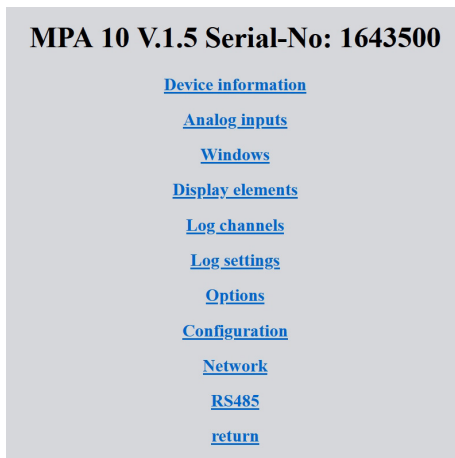 MPA 10 V.1.5 Serial-No: 1643500
Device information
Analog inputs
Windows
Display elements
Log channels
Log settings
Options
Configuration
Network
RS485
return